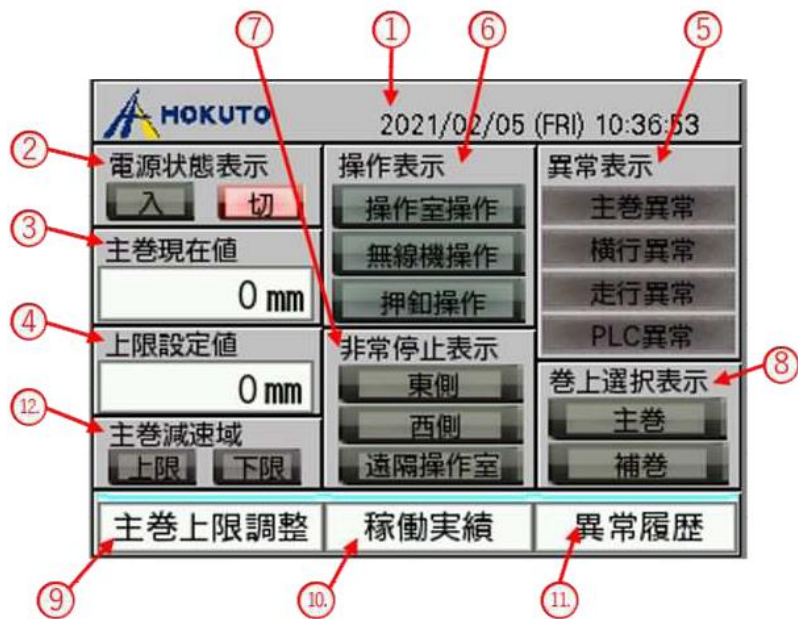 ⑦ ① ⑥ ⑤
HOKUTO
2021/02/05 (FRI) 10:36:53
②
電源状態表示
入 切
③
主巻現在値
0 mm
④
上限設定値
0 mm
⑫
主巻減速域
上限 下限
操作表示
操作室操作
無線機操作
押釦操作
非常停止表示
東側
西側
遠隔操作室
異常表示
主巻異常
横行異常
走行異常
PLC異常
⑧
巻上選択表示
主巻
補巻
主巻上限調整 稼働実績 異常履歴
⑨ ⑩ ⑪